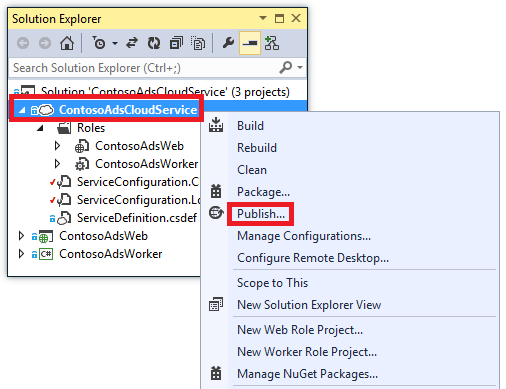 Solution Explorer
Search Solution Explorer (Ctrl+;)
Solution 'ContosoAdsCloudService' (3 projects)
ContosoAdsCloudService
Roles
ContosoAdsWeb
ContosoAdsWorker
ServiceConfiguration.C
ServiceConfiguration.Lo
ServiceDefinition.csdef
ContosoAdsWeb
C# ContosoAdsWorker
Build
Rebuild
Clean
Package...
Publish...
Manage Configurations...
Configure Remote Desktop...
Scope to This
New Solution Explorer View
New Web Role Project...
New Worker Role Project...
Manage NuGet Packages...